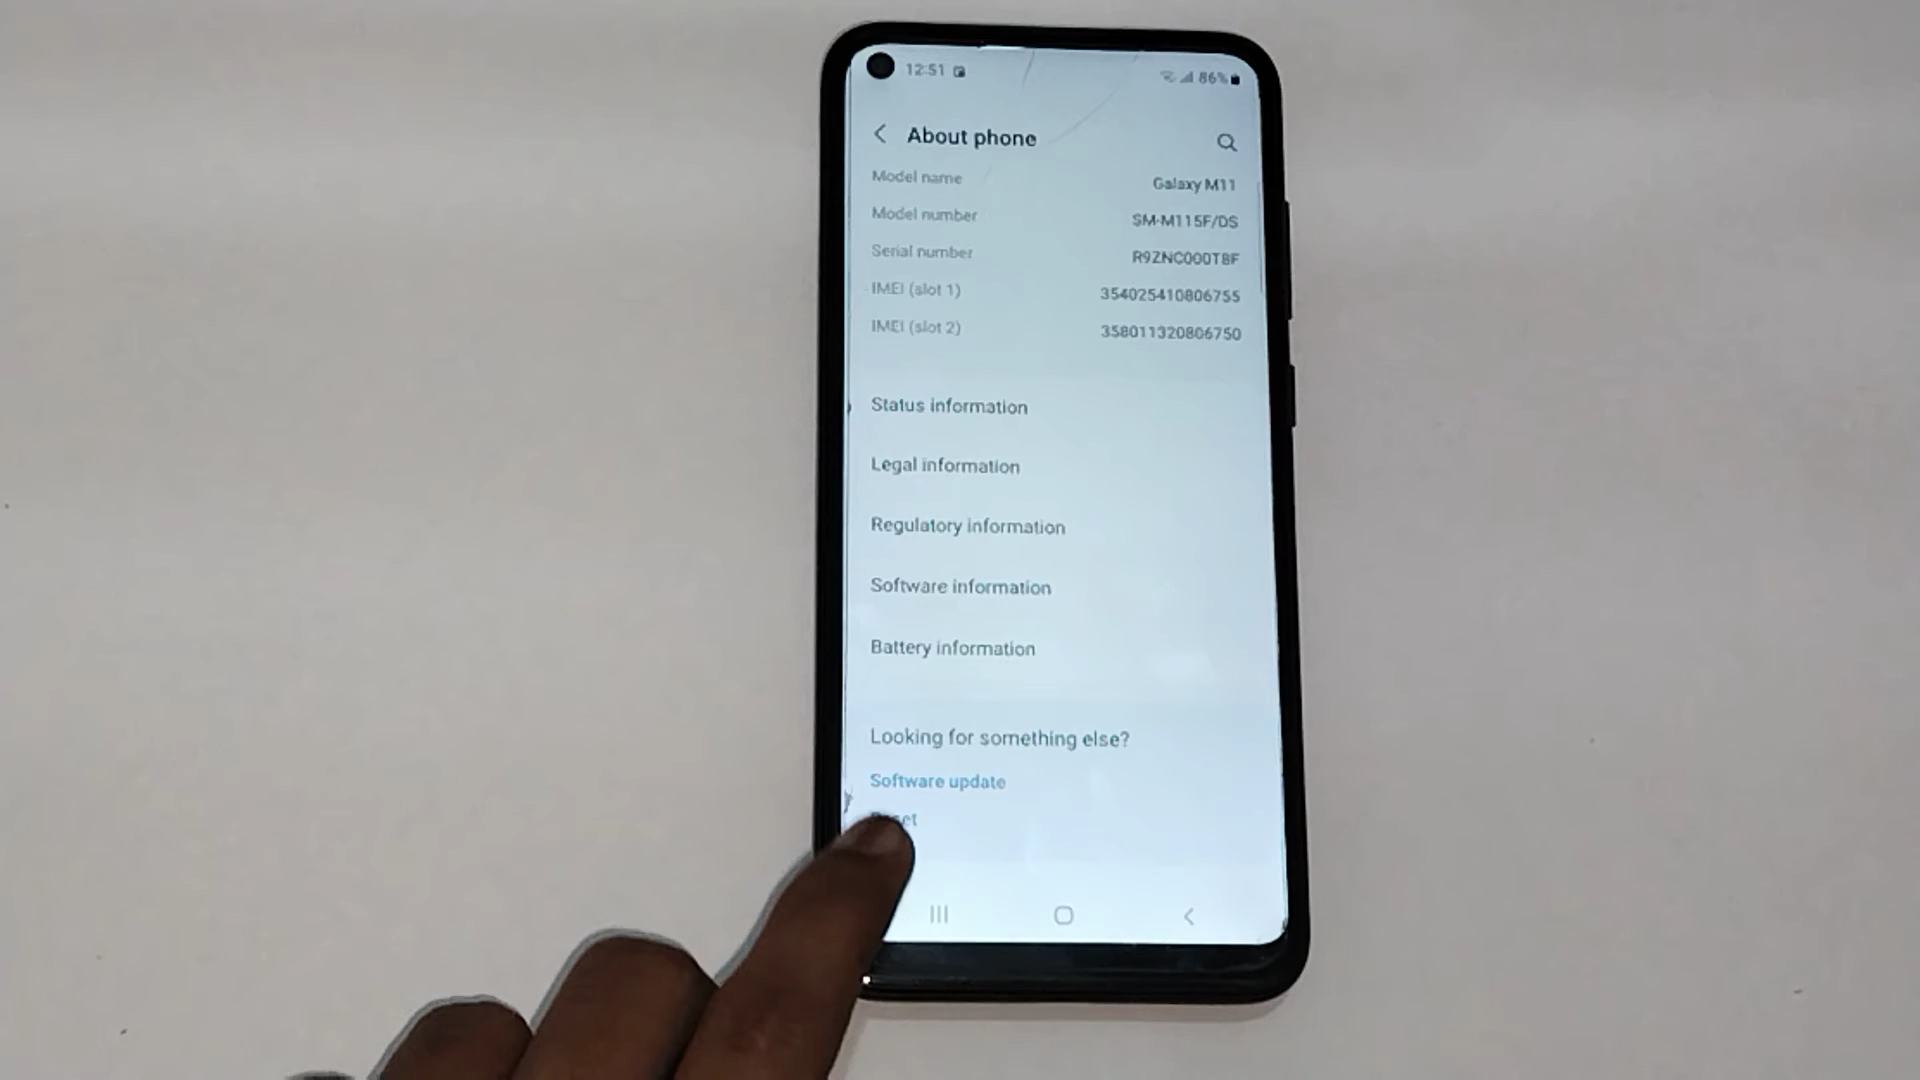 12:51 86%
About phone
Model name Galaxy M11
Model number SM-M115F/DS
Serial number R9ZNC000TBF
IMEI (slot 1) 354025410806755
IMEI (slot 2) 358011320806750
Status information
Legal information
Regulatory information
Software information
Battery information
Looking for something else?
Software update
Reset